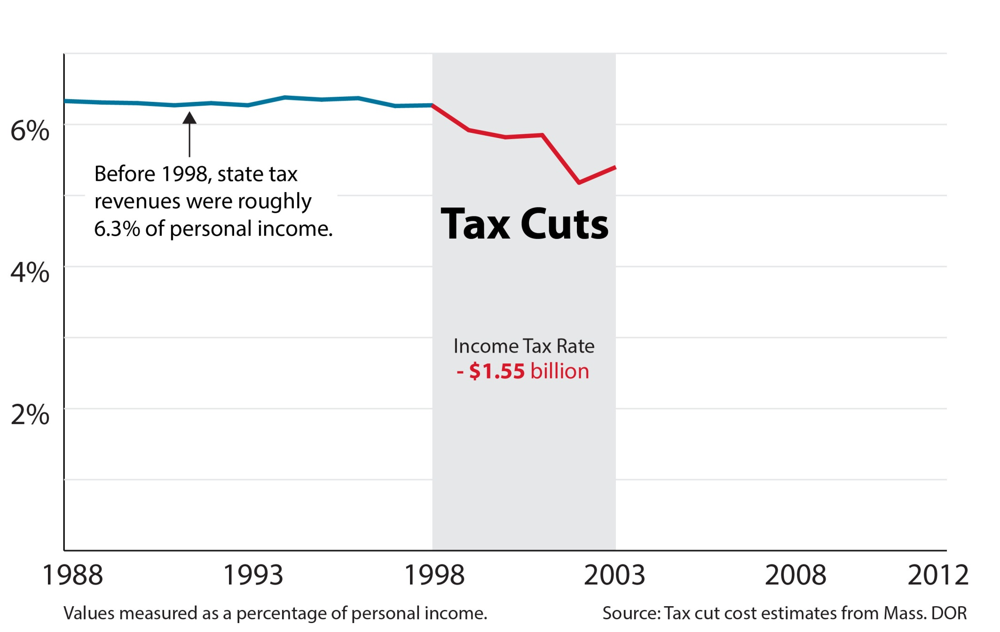 6%
Before 1998, state tax
revenues were roughly
6.3% of personal income.
Tax Cuts
4%
Income Tax Rate
- $1.55 billion
2%
1988 1993 1998 2003 2008 2012
Values measured as a percentage of personal income.
Source: Tax cut cost estimates from Mass. DOR